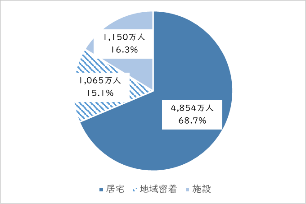 1,150万人
16.3%
1,065万人
15.1%
4,854万人
68.7%
居宅 地域密着 施設